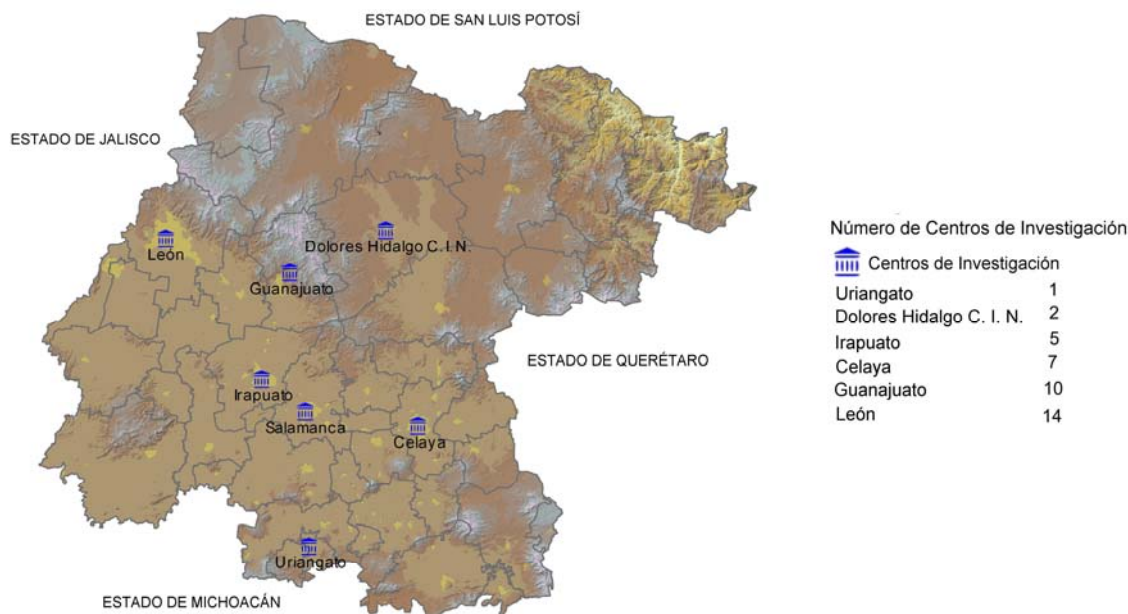 ESTADO DE SAN LUIS POTOSÍ
ESTADO DE JALISCO
León
Dolores Hidalgo C. I. N.
Guanajuato
ESTADO DE QUERÉTARO
Irapuato
Salamanca
Celaya
Uriangato
ESTADO DE MICHOACÁN
Número de Centros de Investigación
Centros de Investigación
Uriangato 1
Dolores Hidalgo C. I. N. 2
Irapuato 5
Celaya 7
Guanajuato 10
León 14